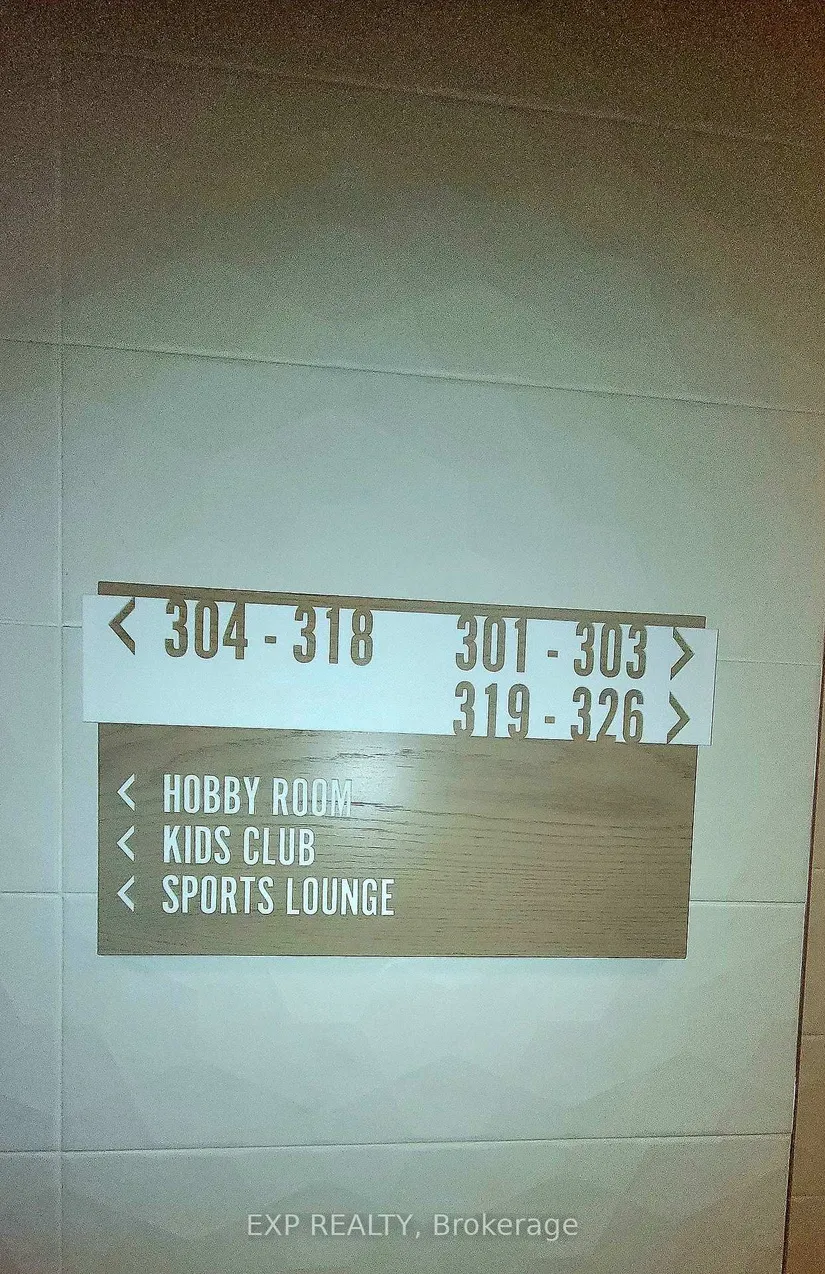 < 304 - 318 301 - 303 >
319 - 326 >
< HOBBY ROOM
< KIDS CLUB
< SPORTS LOUNGE
EXP REALTY, Brokerage